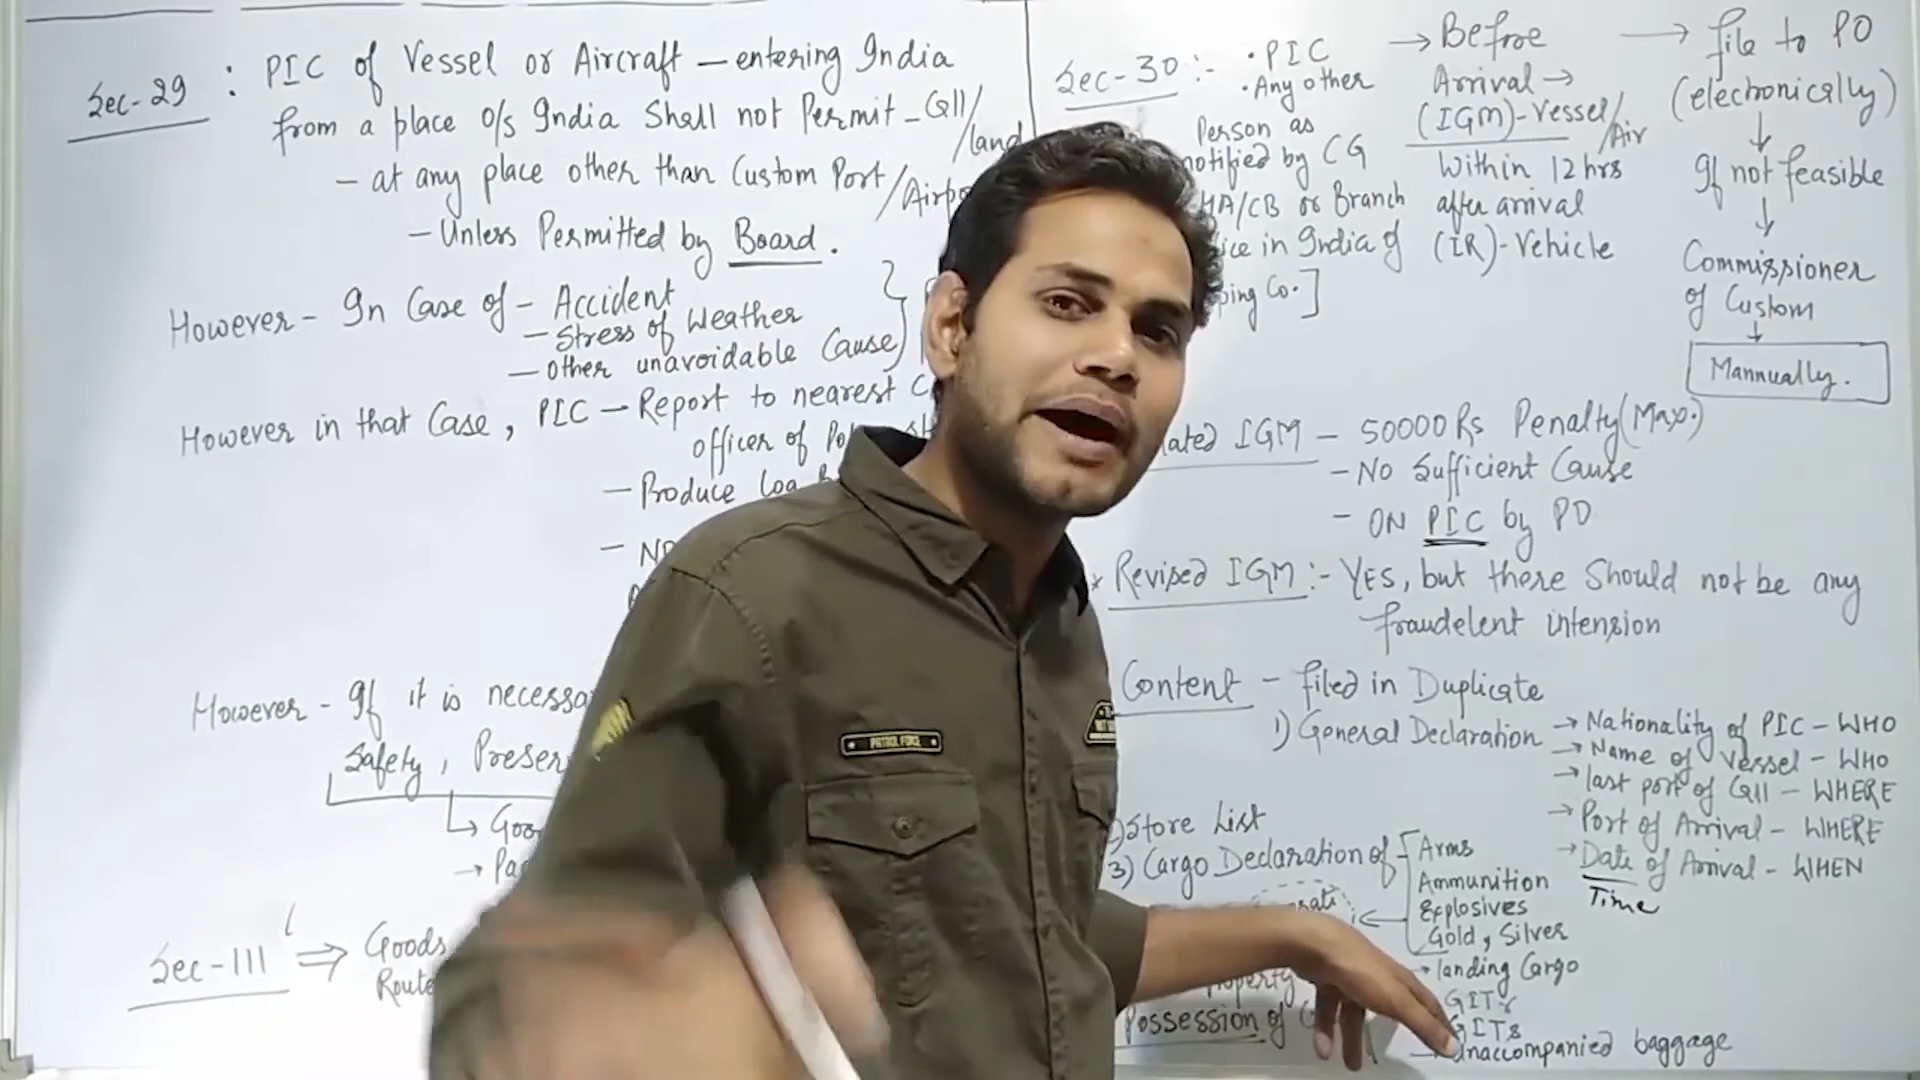 Sec-29 : PIC of Vessel or Aircraft – entering India
from a place o/s India Shall not Permit – Call/land
– at any place other than Custom Port/
– Unless Permitted by Board.
However – In Case of – Accident
– Stress of Weather
– Other unavoidable Cause
However in that Case, PIC – Report to nearest
officer of
– Produce Log
However – If it is necessa
Safety, Preser
Sec-111 ⇒ Goods
Route
Sec-30 :- • PIC
• Any other
Person as
notified by CG
HA/CB or Branch
in India of
ping Co.]
→ Before
Arrival →
(IGM)-Vessel/Air
Within 12 hrs
after arrival
(IR)-Vehicle
→ file to PO
(electronically)
↓
If not feasible
↓
Commissioner
of Custom
↓
Mannually.
ated IGM – 50000 Rs Penalty (Max.)
– No Sufficient Cause
– ON PIC by PO
* Revised IGM :- YES, but there Should not be any
fraudelent intension
Content – filed in Duplicate
1) General Declaration → Nationality of PIC – WHO
→ Name of Vessel – WHO
→ last port of Call – WHERE
→ Port of Arrival – WHERE
→ Date of Arrival – WHEN
Time
)Store List
3) Cargo Declaration of – Arms
Ammunition
Explosives
Gold, Silver
→ landing Cargo
Unaccompanied baggage
Possession of
PATROL FORCE